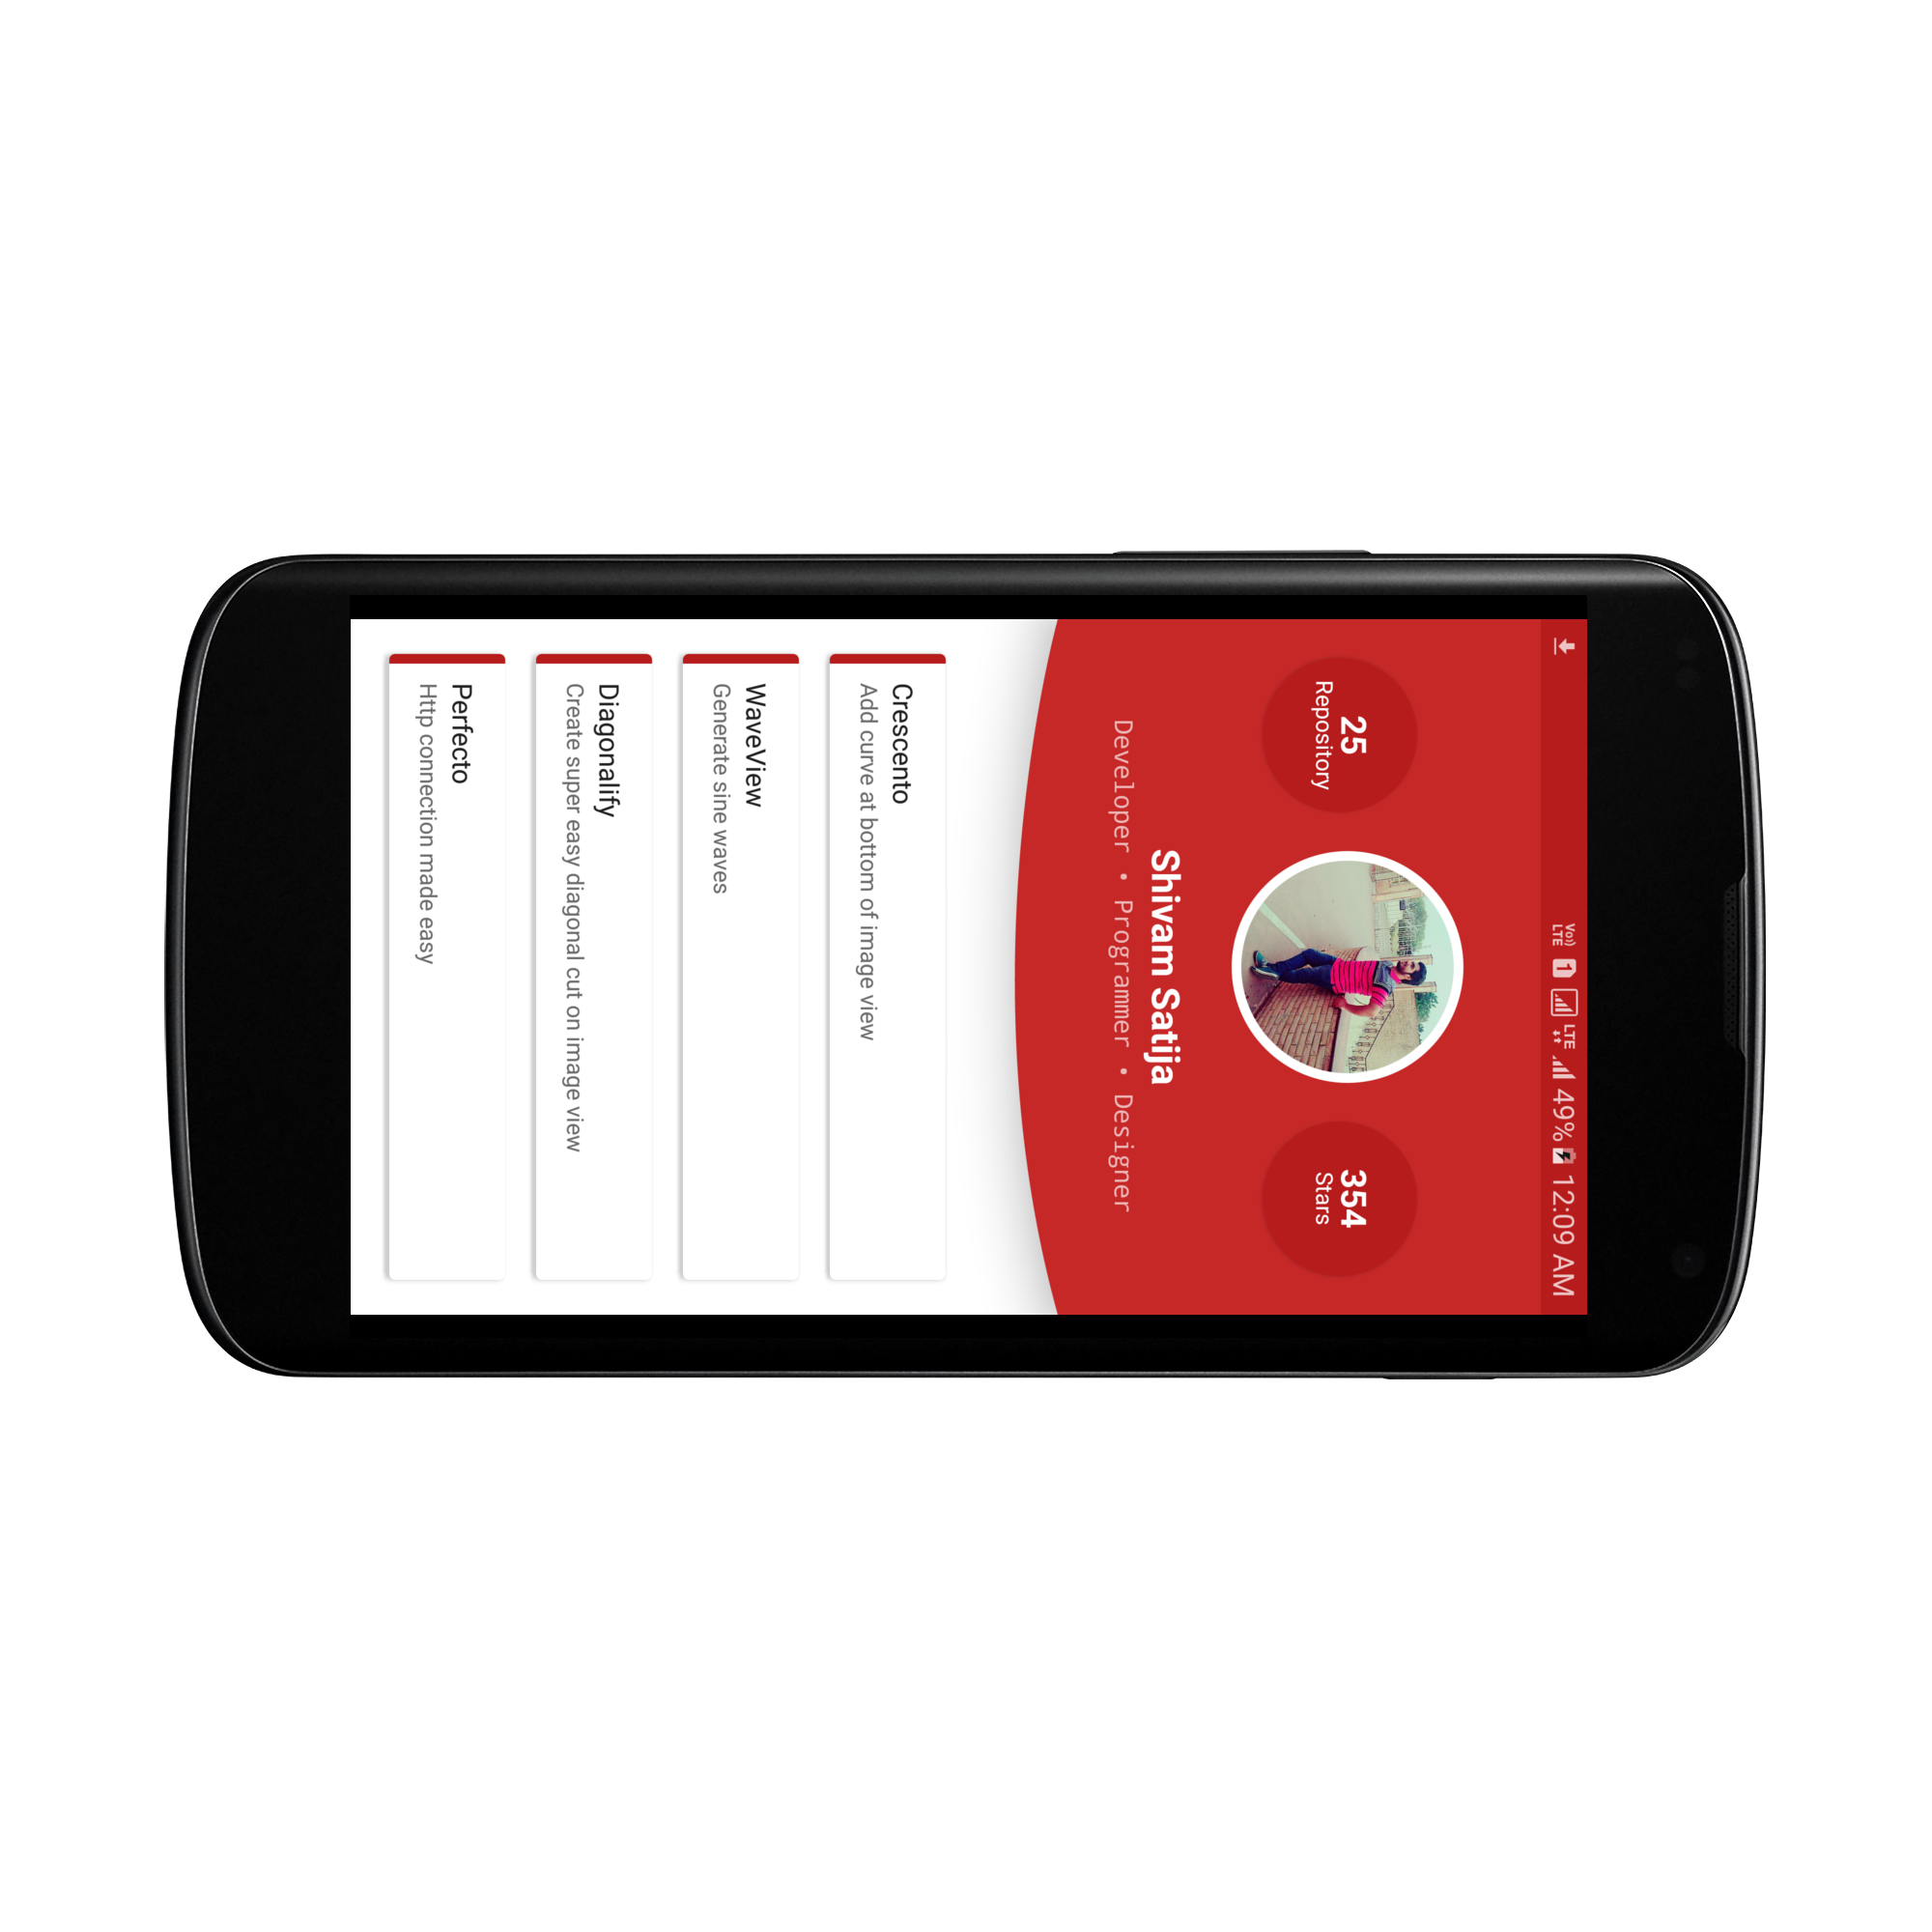 Vo))
LTE 1 LTE 49% 12:09 AM
25
Repository
354
Stars
Shivam Satija
Developer • Programmer • Designer
Crescento
Add curve at bottom of image view
WaveView
Generate sine waves
Diagonalify
Create super easy diagonal cut on image view
Perfecto
Http connection made easy